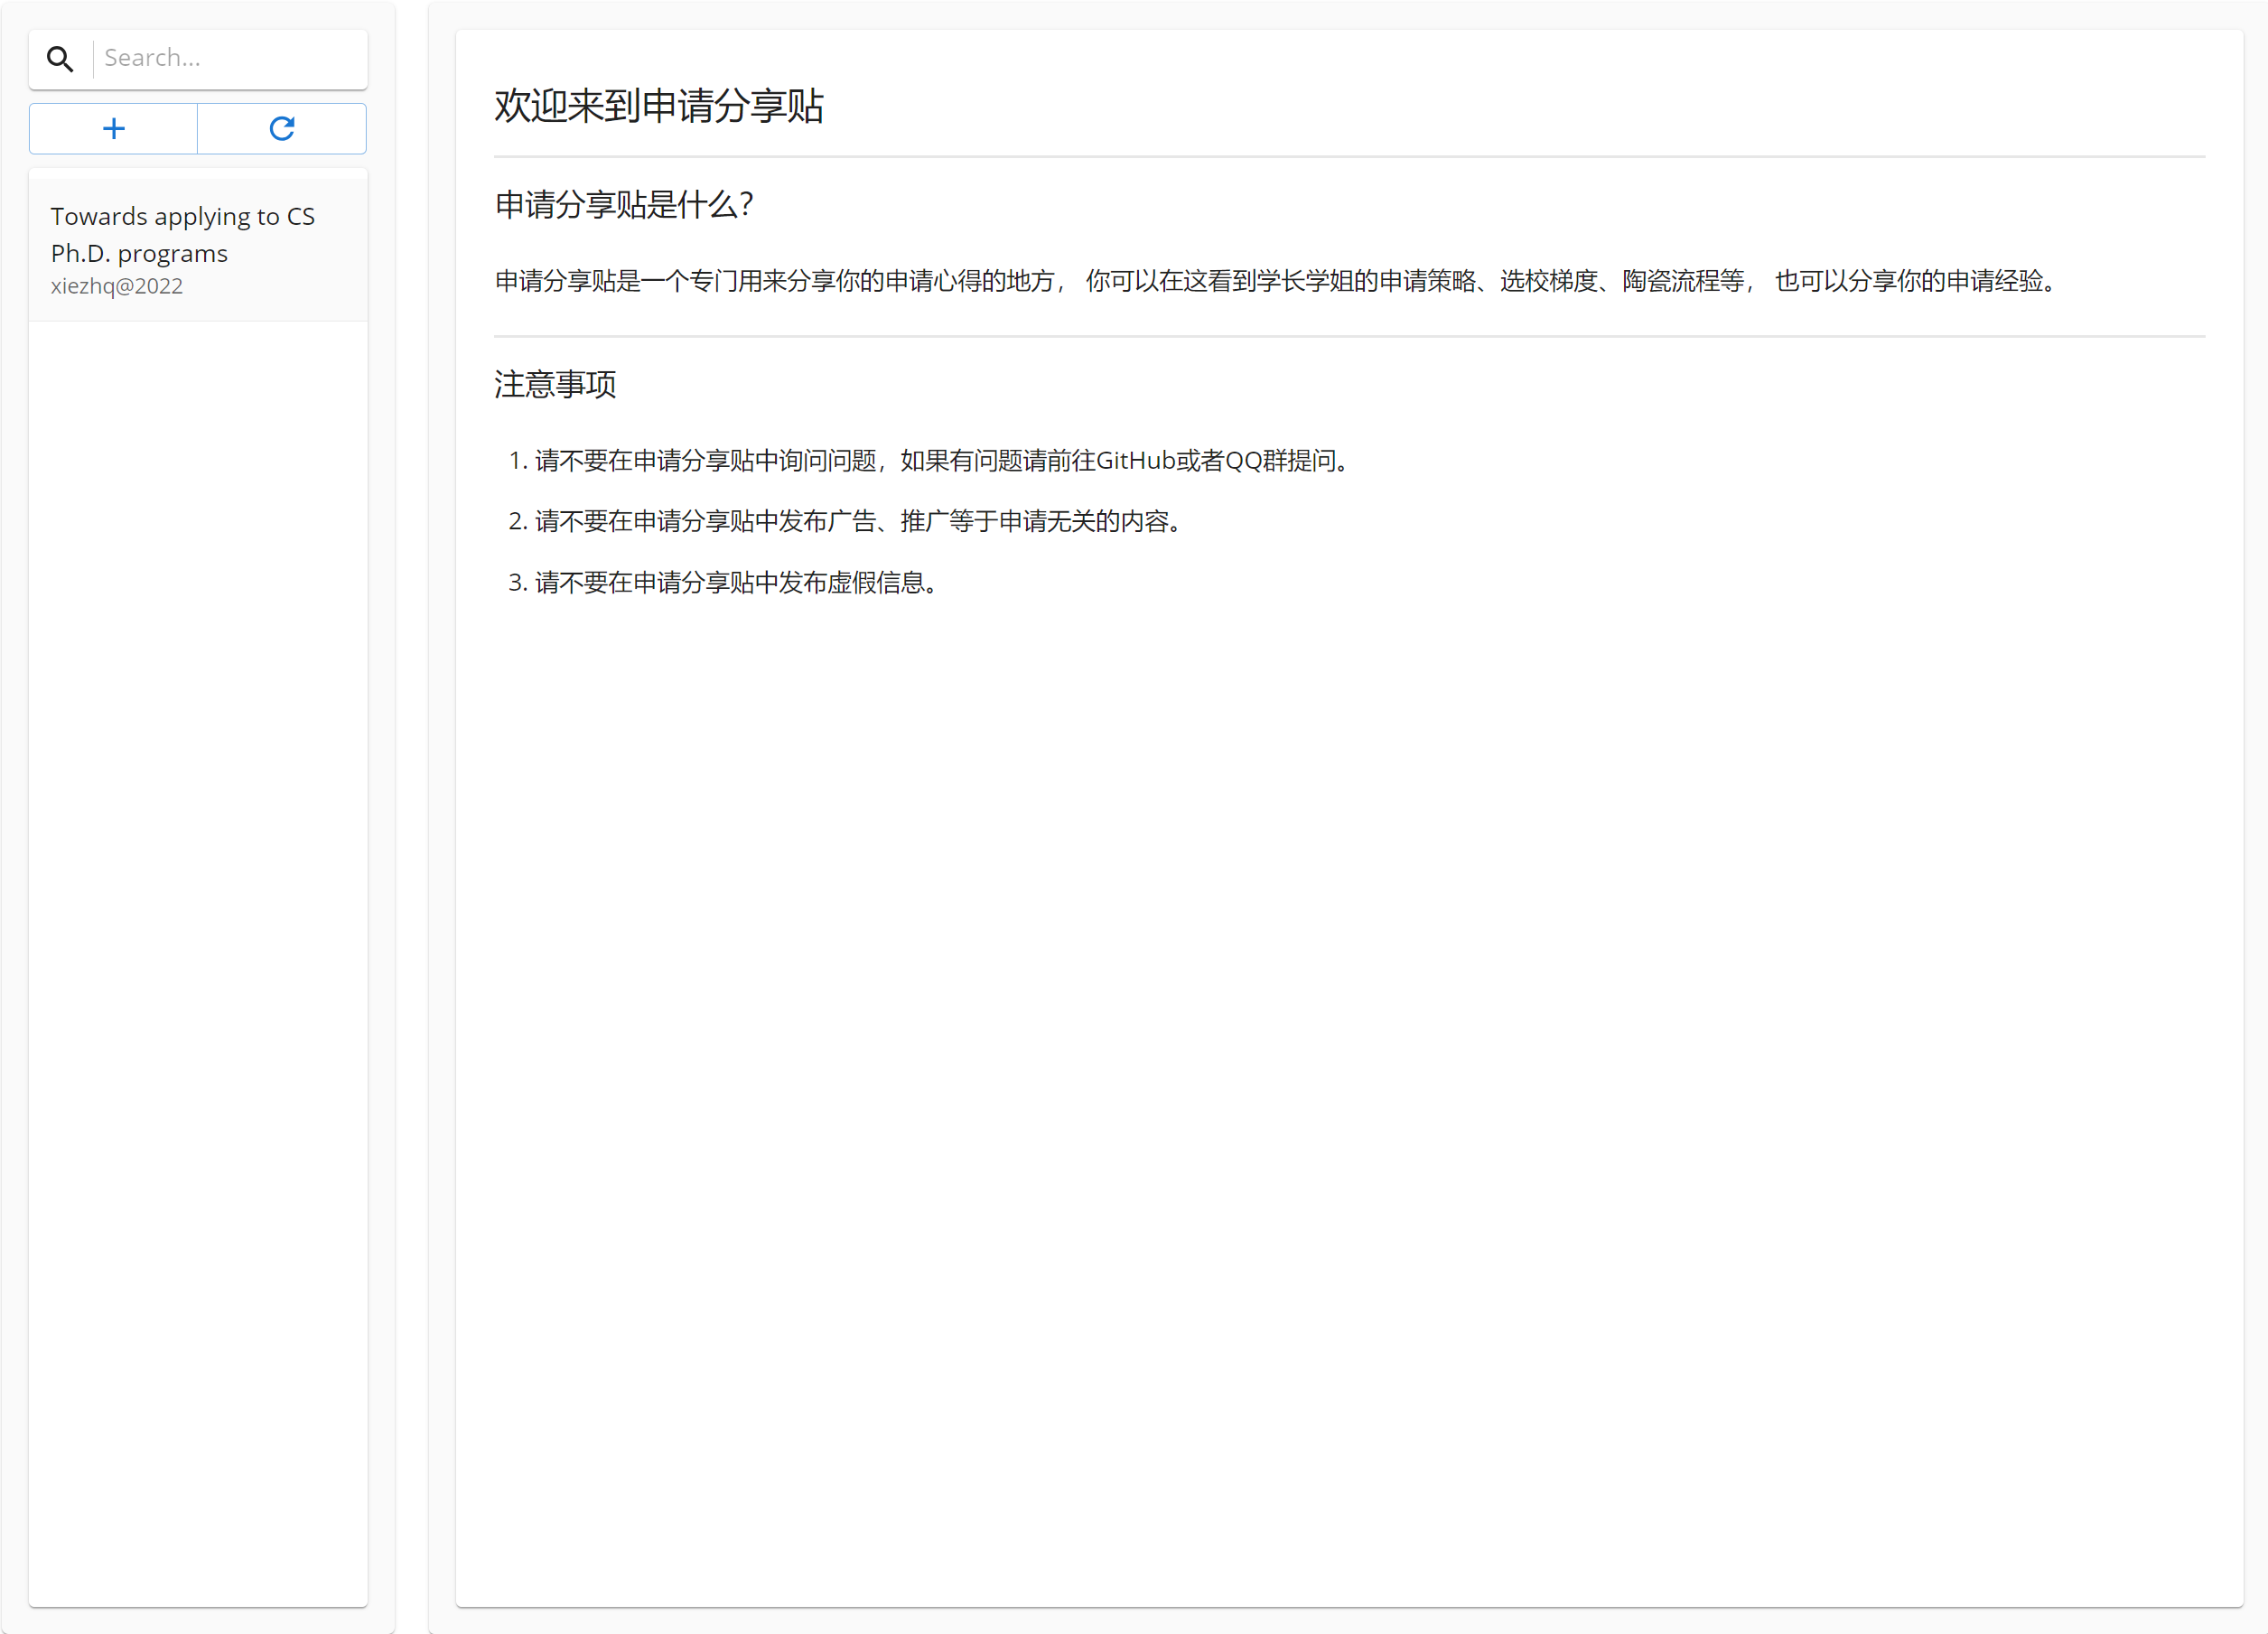 Search...
Towards applying to CS
Ph.D. programs
xiezhq@2022
欢迎来到申请分享贴
申请分享贴是什么？
申请分享贴是一个专门用来分享你的申请心得的地方， 你可以在这看到学长学姐的申请策略、选校梯度、陶瓷流程等， 也可以分享你的申请经验。
注意事项
1. 请不要在申请分享贴中询问问题，如果有问题请前往GitHub或者QQ群提问。
2. 请不要在申请分享贴中发布广告、推广等于申请无关的内容。
3. 请不要在申请分享贴中发布虚假信息。